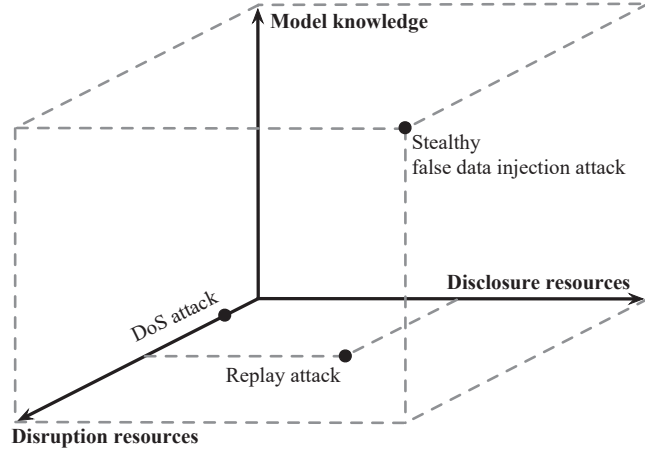 Model knowledge
Stealthy
false data injection attack
Disclosure resources
DoS attack
Replay attack
Disruption resources